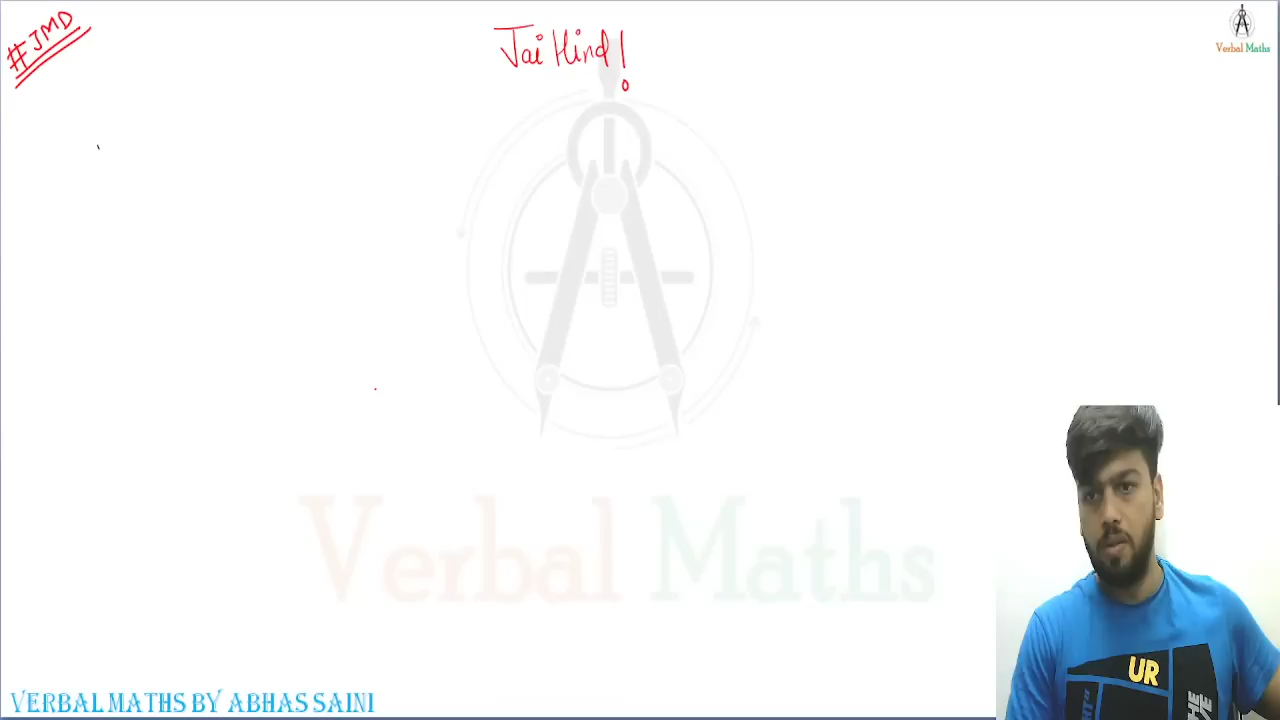 #JMD
Jai Hind!
Verbal Maths
Verbal Maths
UR
VERBAL MATHS BY ABHAS SAINI